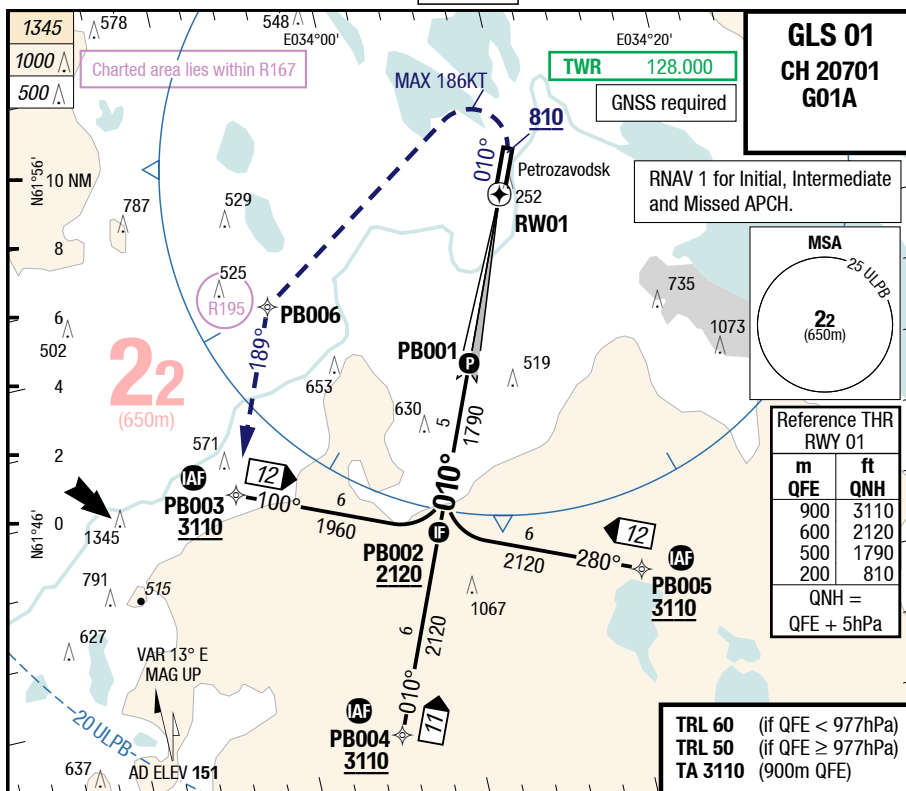 1345
1000
500
578
548
E034°00'
E034°20'
Charted area lies within R167
MAX 186KT
TWR 128.000
GNSS required
GLS 01
CH 20701
G01A
810
010°
Petrozavodsk
252
RW01
RNAV 1 for Initial, Intermediate
and Missed APCH.
N61°56'
10 NM
787
529
8
MSA
25 ULPB
22
(650m)
525
R195
PB006
735
1073
6
502
189°
22
(650m)
PB001
P
519
653
4
630
5
1790
Reference THR
RWY 01
m ft
QFE QNH
900 3110
600 2120
500 1790
200 810
QNH =
QFE + 5hPa
2
571
IAF
PB003
3110
12
100°
6
1960
010°
0
N61°46'
1345
IF
PB002
2120
6
2120
12
280°
IAF
PB005
3110
791
515
1067
627
6
2120
VAR 13° E
MAG UP
010°
11
IAF
PB004
3110
20 ULPB
637
AD ELEV 151
TRL 60 (if QFE < 977hPa)
TRL 50 (if QFE ≥ 977hPa)
TA 3110 (900m QFE)